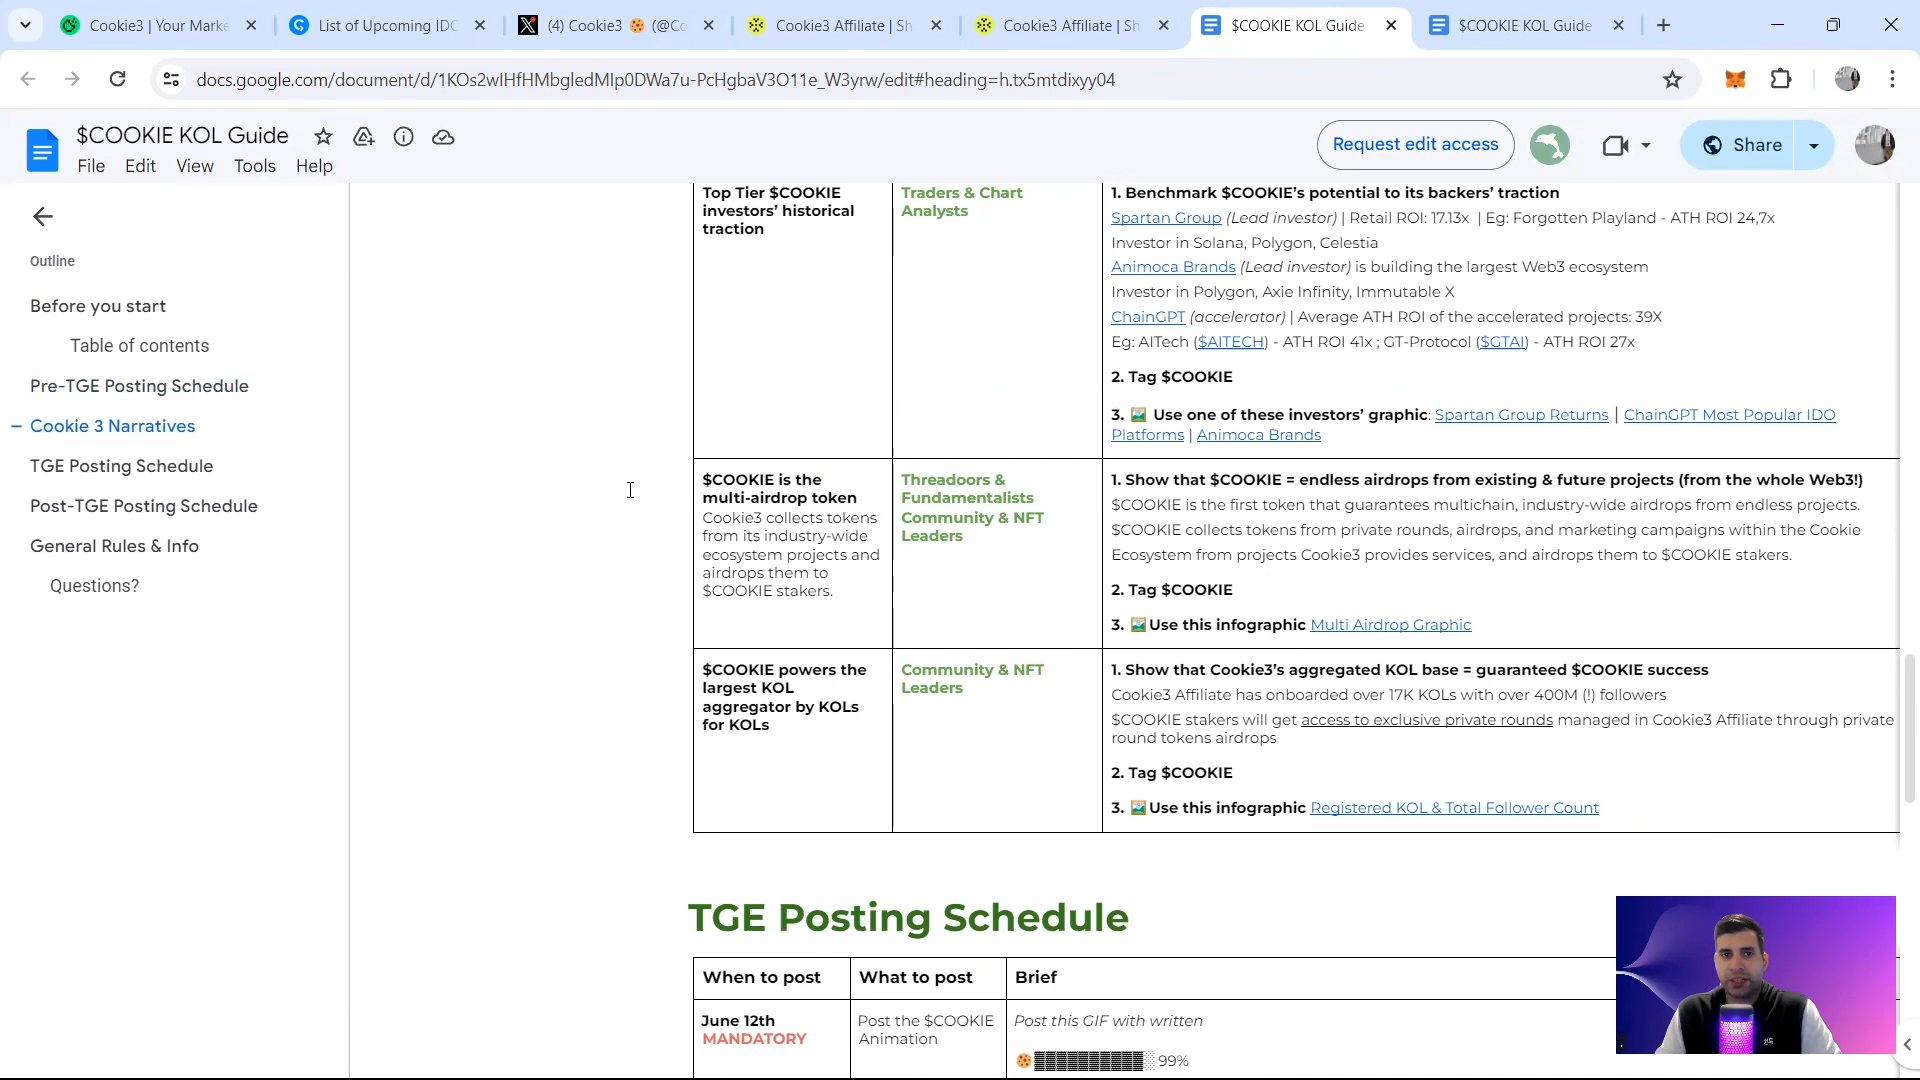 Cookie3 | Your Marke
List of Upcoming IDO
(4) Cookie3 🍪 (@Co
Cookie3 Affiliate | Sh
Cookie3 Affiliate | Sh
$COOKIE KOL Guide
$COOKIE KOL Guide
docs.google.com/document/d/1KOs2wIHfHMbgledMIp0DWa7u-PcHgbaV3O11e_W3yrw/edit#heading=h.tx5mtdixyy04
$COOKIE KOL Guide
File Edit View Tools Help
Request edit access
Share
Outline
Before you start
Table of contents
Pre-TGE Posting Schedule
Cookie 3 Narratives
TGE Posting Schedule
Post-TGE Posting Schedule
General Rules & Info
Questions?
Top Tier $COOKIE
investors’ historical
traction
Traders & Chart
Analysts
1. Benchmark $COOKIE’s potential to its backers’ traction
Spartan Group (Lead investor) | Retail ROI: 17.13x | Eg: Forgotten Playland - ATH ROI 24,7x
Investor in Solana, Polygon, Celestia
Animoca Brands (Lead investor) is building the largest Web3 ecosystem
Investor in Polygon, Axie Infinity, Immutable X
ChainGPT (accelerator) | Average ATH ROI of the accelerated projects: 39X
Eg: AITech ($AITECH) - ATH ROI 41x ; GT-Protocol ($GTAI) - ATH ROI 27x
2. Tag $COOKIE
3. 🖼️ Use one of these investors’ graphic: Spartan Group Returns | ChainGPT Most Popular IDO
Platforms | Animoca Brands
$COOKIE is the
multi-airdrop token
Cookie3 collects tokens
from its industry-wide
ecosystem projects and
airdrops them to
$COOKIE stakers.
Threadoors &
Fundamentalists
Community & NFT
Leaders
1. Show that $COOKIE = endless airdrops from existing & future projects (from the whole Web3!)
$COOKIE is the first token that guarantees multichain, industry-wide airdrops from endless projects.
$COOKIE collects tokens from private rounds, airdrops, and marketing campaigns within the Cookie
Ecosystem from projects Cookie3 provides services, and airdrops them to $COOKIE stakers.
2. Tag $COOKIE
3. 🖼️Use this infographic Multi Airdrop Graphic
$COOKIE powers the
largest KOL
aggregator by KOLs
for KOLs
Community & NFT
Leaders
1. Show that Cookie3’s aggregated KOL base = guaranteed $COOKIE success
Cookie3 Affiliate has onboarded over 17K KOLs with over 400M (!) followers
$COOKIE stakers will get access to exclusive private rounds managed in Cookie3 Affiliate through private
round tokens airdrops
2. Tag $COOKIE
3. 🖼️Use this infographic Registered KOL & Total Follower Count
TGE Posting Schedule
When to post
What to post
Brief
June 12th
MANDATORY
Post the $COOKIE
Animation
Post this GIF with written
🍪▓▓▓▓▓▓▓▓▓▓░ 99%